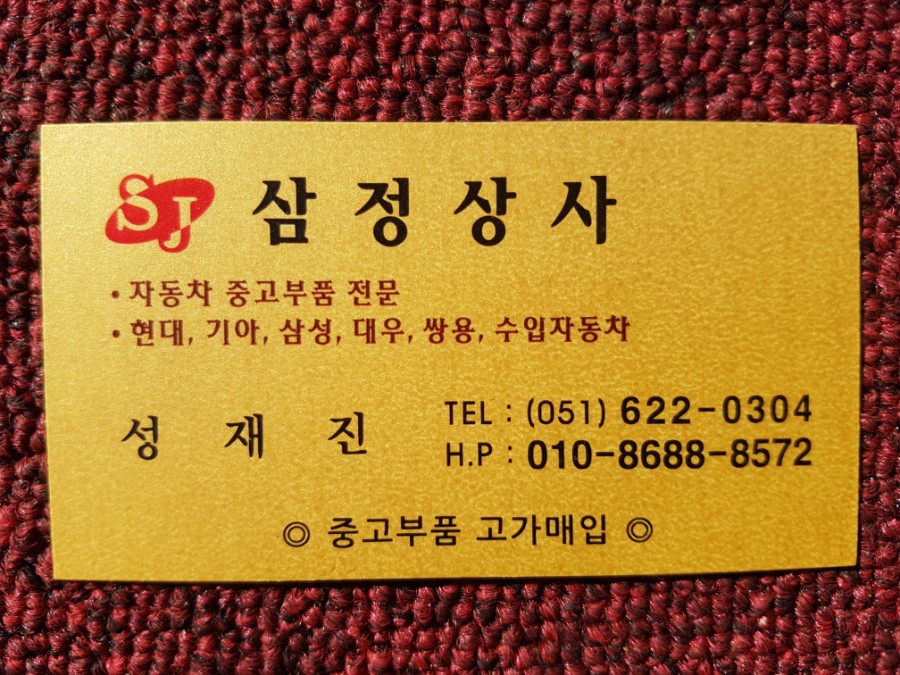 SJ 삼정상사
• 자동차 중고부품 전문
• 현대, 기아, 삼성, 대우, 쌍용, 수입자동차
성재진
TEL : (051) 622-0304
H.P : 010-8688-8572
◎ 중고부품 고가매입 ◎